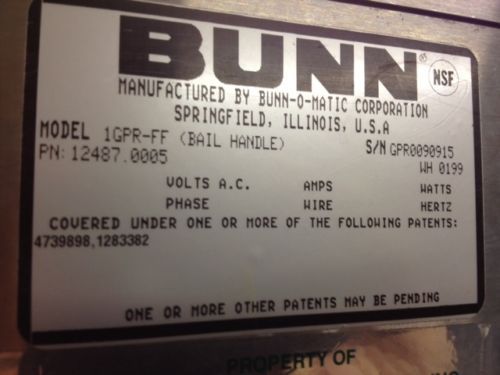 BUNN®
NSF
MANUFACTURED BY BUNN-O-MATIC CORPORATION
SPRINGFIELD, ILLINOIS, U.S.A
MODEL 1GPR-FF (BAIL HANDLE) S/N GPR0090915
PN: 12487.0005 WH 0199
VOLTS A.C. AMPS WATTS
PHASE WIRE HERTZ
COVERED UNDER ONE OR MORE OF THE FOLLOWING PATENTS:
4739898,1283382
ONE OR MORE OTHER PATENTS MAY BE PENDING
PROPERTY OF